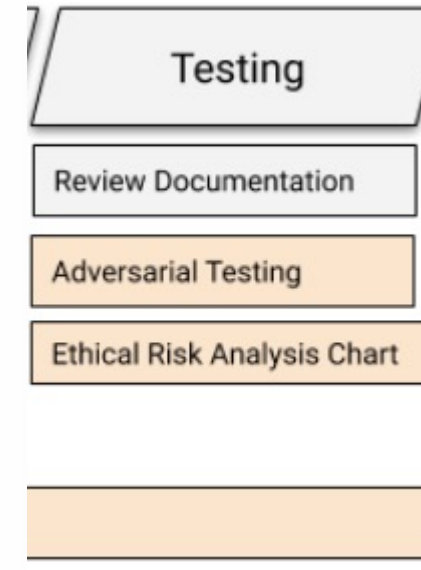 Testing
Review Documentation
Adversarial Testing
Ethical Risk Analysis Chart